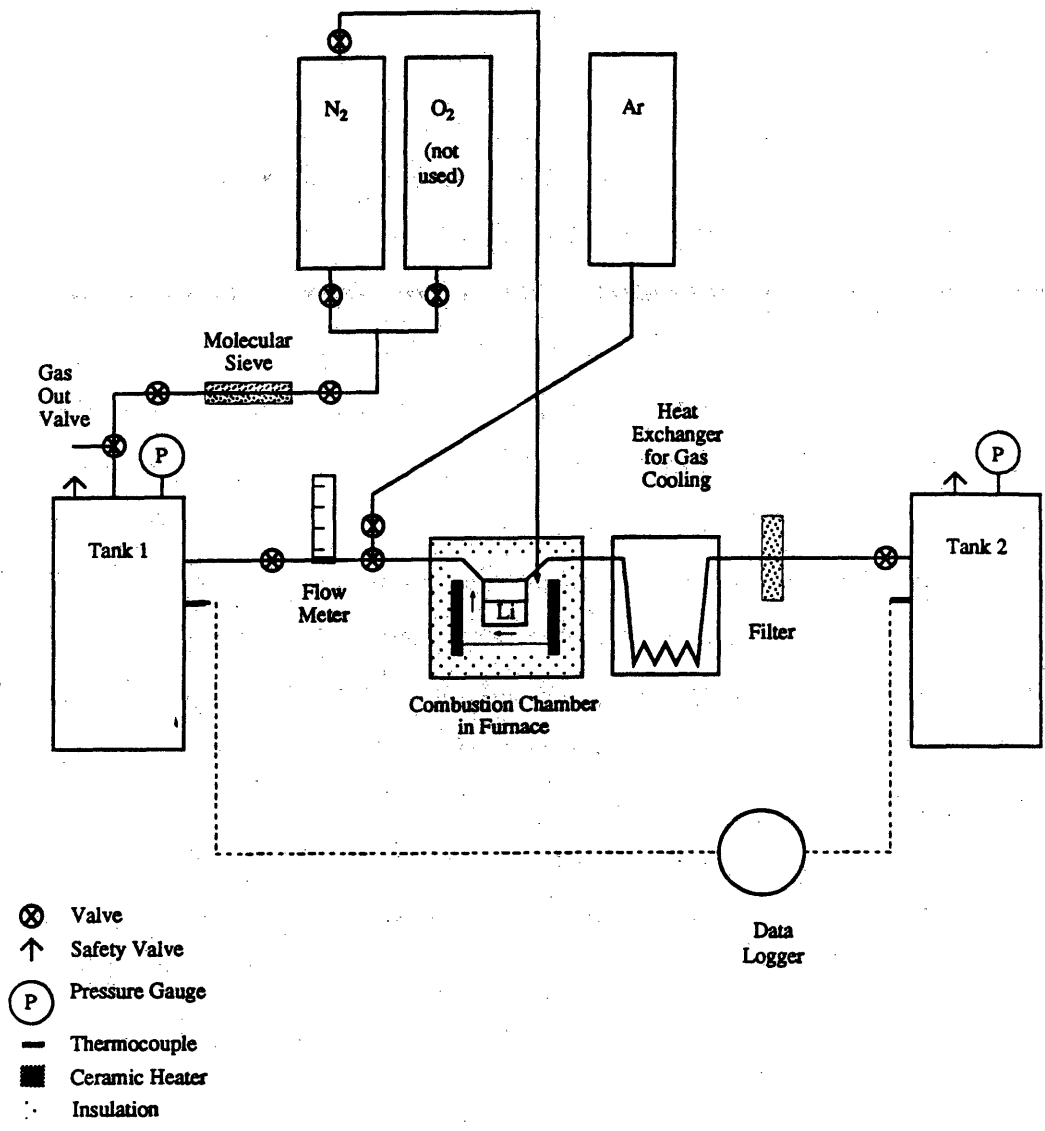 N₂
O₂
(not
used)
Ar
Molecular
Sieve
Gas
Out
Valve
P
Heat
Exchanger
for Gas
Cooling
P
Tank 1
Flow
Meter
Li
Filter
Tank 2
Combustion Chamber
in Furnace
Data
Logger
Valve
Safety Valve
P
Pressure Gauge
Thermocouple
Ceramic Heater
Insulation